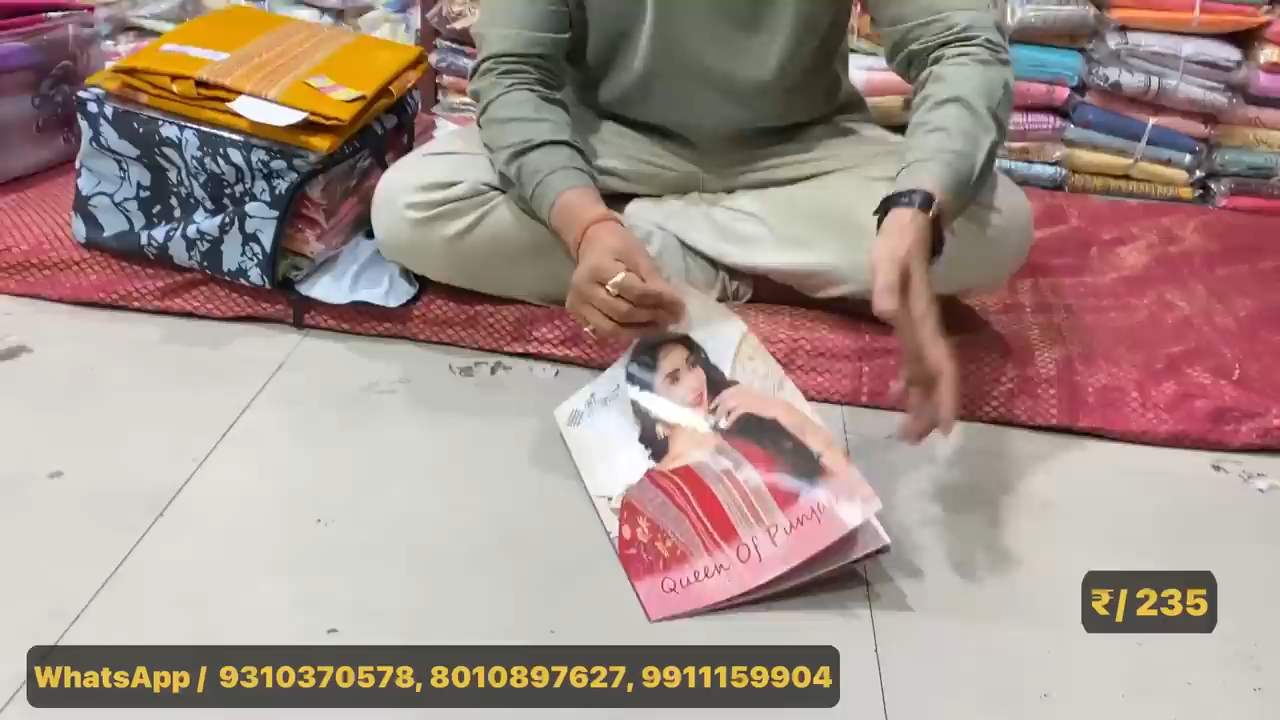 Queen Of Punja
₹/ 235
WhatsApp / 9310370578, 8010897627, 9911159904